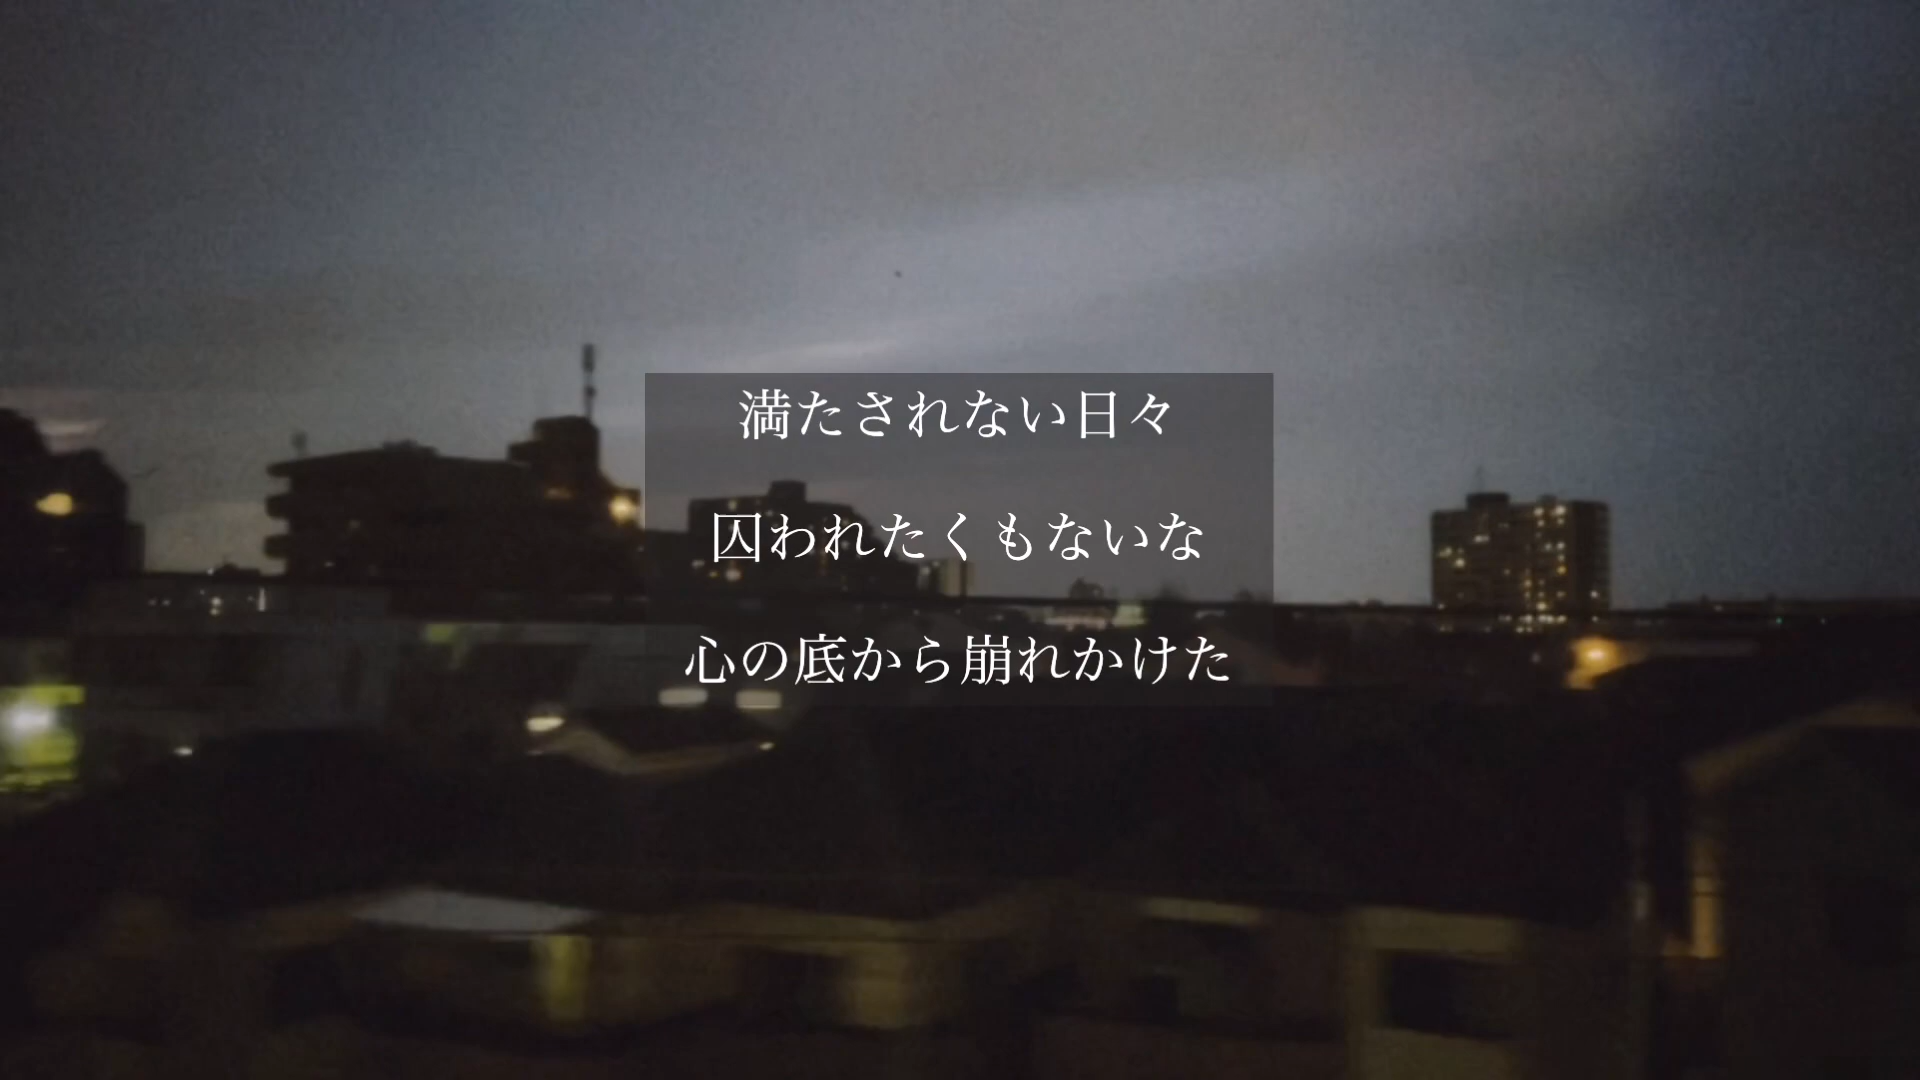 満たされない日々
囚われたくもないな
心の底から崩れかけた